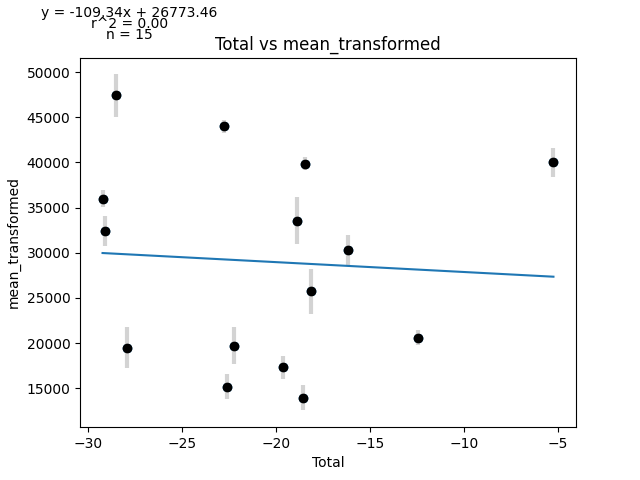 y = -109.34x + 26773.46
r^2 = 0.00
n = 15
Total vs mean_transformed
50000
45000
40000
35000
30000
25000
20000
15000
mean_transformed
−30
−25
−20
−15
−10
−5
Total